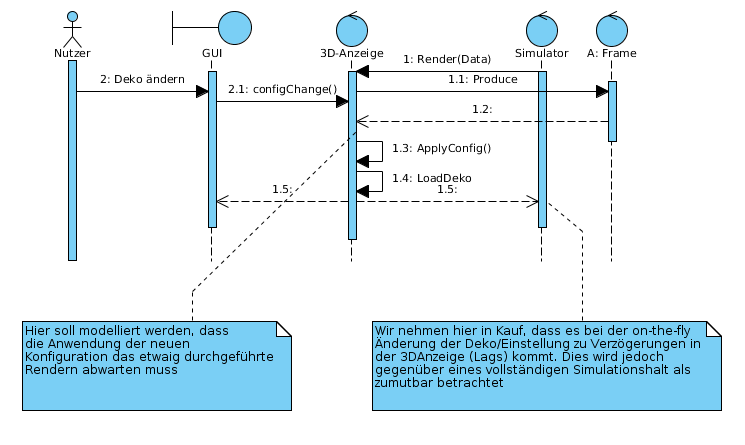 Nutzer
GUI
3D-Anzeige
Simulator
A: Frame
1: Render(Data)
2: Deko ändern
1.1: Produce
2.1: configChange()
1.2:
1.3: ApplyConfig()
1.4: LoadDeko
1.5:
1.5:
Hier soll modelliert werden, dass
die Anwendung der neuen
Konfiguration das etwaig durchgeführte
Rendern abwarten muss
Wir nehmen hier in Kauf, dass es bei der on-the-fly
Änderung der Deko/Einstellung zu Verzögerungen in
der 3DAnzeige (Lags) kommt. Dies wird jedoch
gegenüber eines vollständigen Simulationshalt als
zumutbar betrachtet